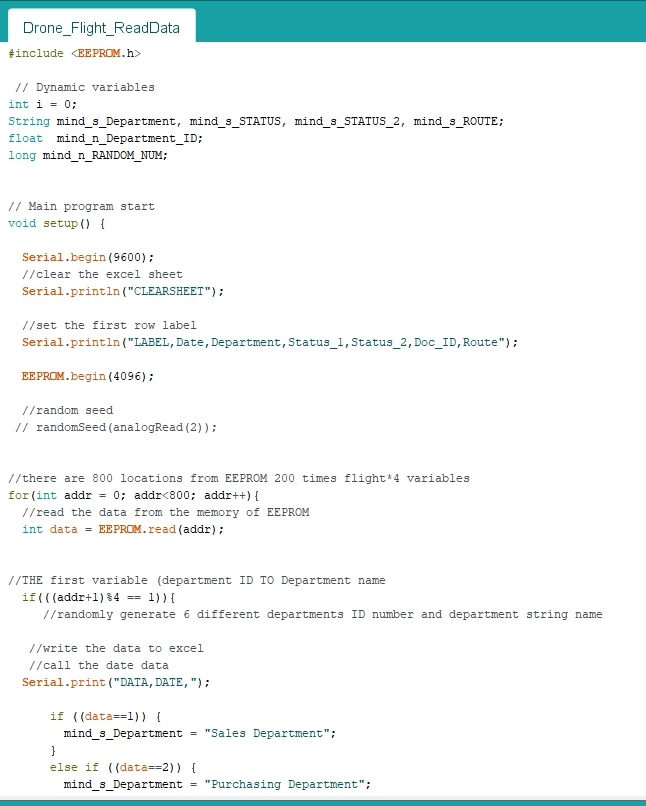 Drone_Flight_ReadData
#include <EEPROM.h>
// Dynamic variables
int i = 0;
String mind_s_Department, mind_s_STATUS, mind_s_STATUS_2, mind_s_ROUTE;
float  mind_n_Department_ID;
long mind_n_RANDOM_NUM;
// Main program start
void setup() {
Serial.begin(9600);
//clear the excel sheet
Serial.println("CLEARSHEET");
//set the first row label
Serial.println("LABEL,Date,Department,Status_1,Status_2,Doc_ID,Route");
EEPROM.begin(4096);
//random seed
// randomSeed(analogRead(2));
//there are 800 locations from EEPROM 200 times flight*4 variables
for(int addr = 0; addr<800; addr++){
//read the data from the memory of EEPROM
int data = EEPROM.read(addr);
//THE first variable (department ID TO Department name
if(((addr+1)%4 == 1)){
//randomly generate 6 different departments ID number and department string name
//write the data to excel
//call the date data
Serial.print("DATA,DATE,");
if ((data==1)) {
mind_s_Department = "Sales Department";
}
else if ((data==2)) {
mind_s_Department = "Purchasing Department";